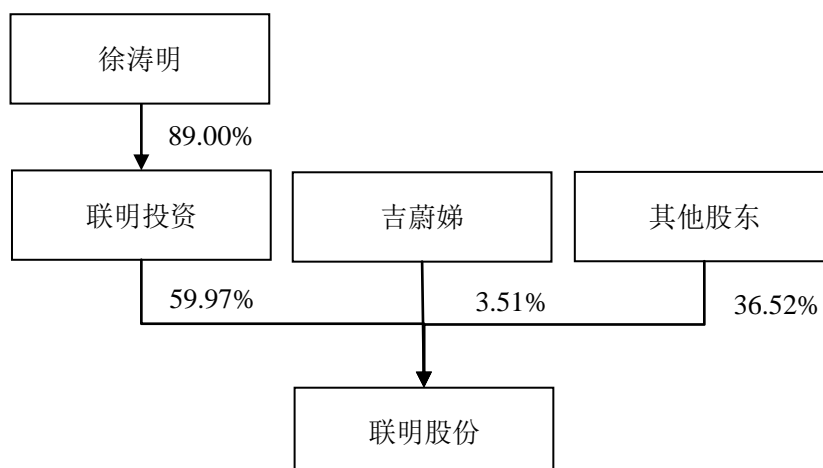 徐涛明
89.00%
联明投资
吉蔚娣
其他股东
59.97%
3.51%
36.52%
联明股份